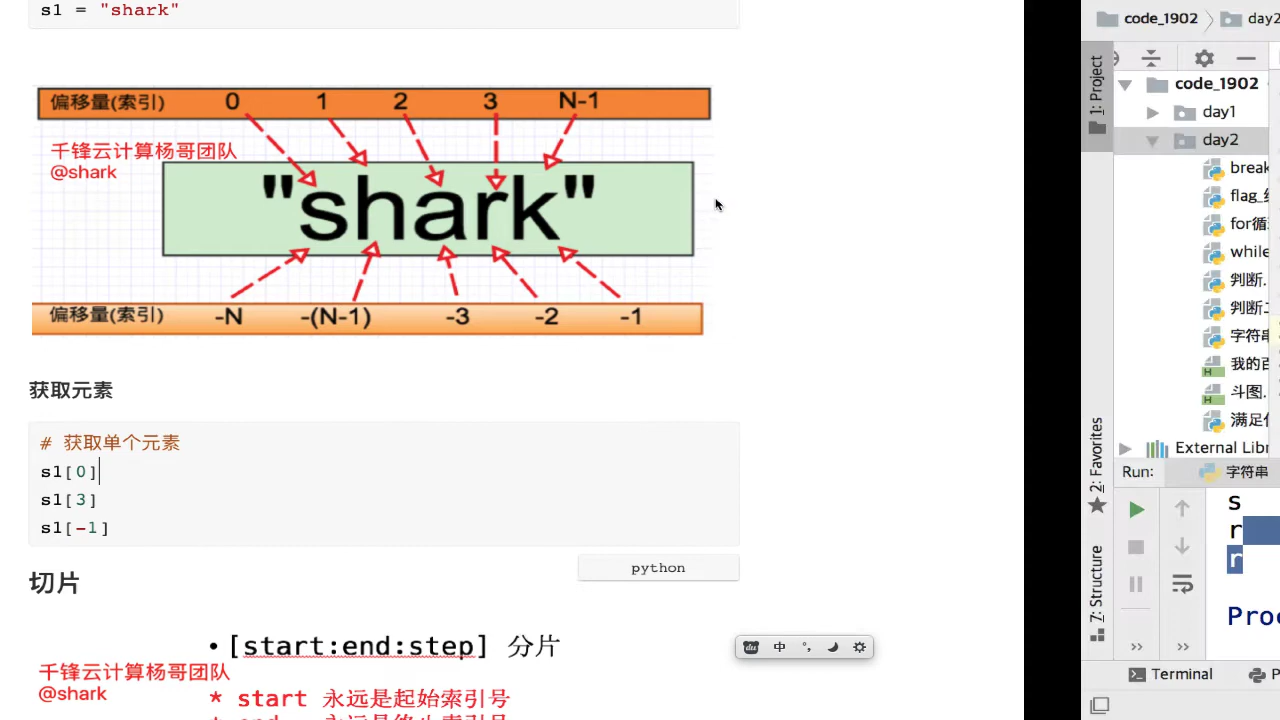 s1 = "shark"
偏移量(索引) 0 1 2 3 N-1
千锋云计算杨哥团队
@shark
"shark"
偏移量(索引) -N -(N-1) -3 -2 -1
获取元素
# 获取单个元素
s1[0]
s1[3]
s1[-1]
python
切片
• [start:end:step] 分片
千锋云计算杨哥团队
@shark
* start 永远是起始索引号
中
code_1902
day2
1: Project
code_1902
day1
day2
break
flag_
for循
while
判断.
判断
字符串
我的百
斗图.
满足
External Lib
2: Favorites
Run: 字符串
s
r
r
7: Structure
Proc
Terminal